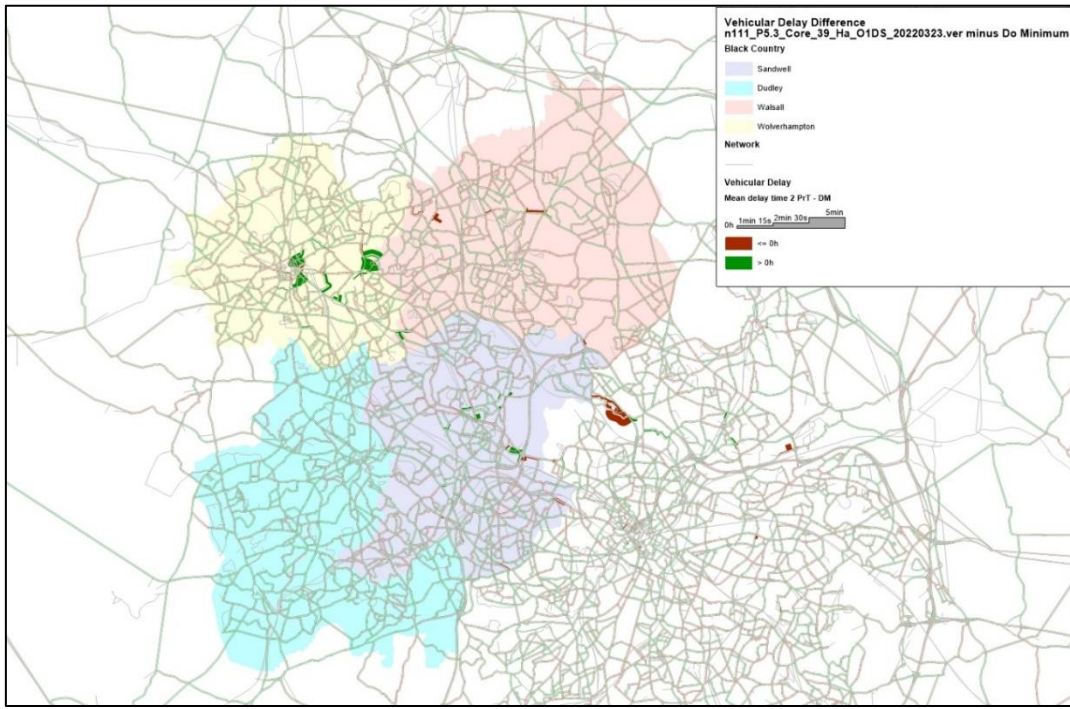 Vehicular Delay Difference
n111_P5.3_Core_39_Ha_O1DS_20220323.ver minus Do Minimum
Black Country
Sandwell
Dudley
Walsall
Wolverhampton
Network
Vehicular Delay
Mean delay time 2 PrT - DM
0h 1min 15s 2min 30s 5min
<= 0h
> 0h